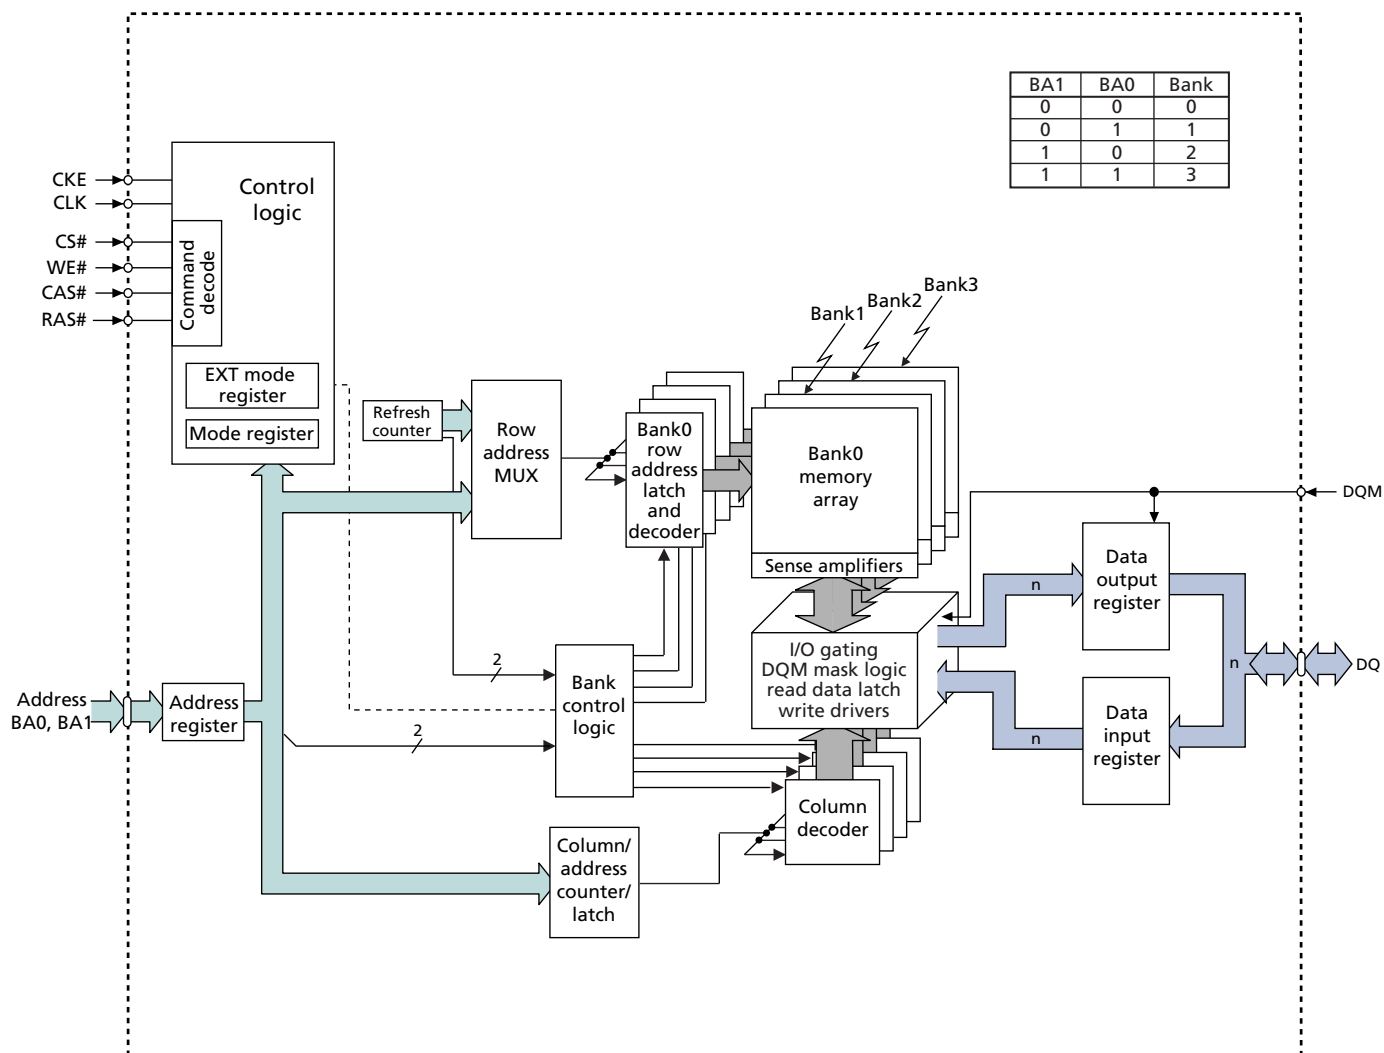 BA1 BA0 Bank
0 0 0
0 1 1
1 0 2
1 1 3
CKE
CLK
CS#
WE#
CAS#
RAS#
Control
logic
Command
decode
EXT mode
register
Mode register
Refresh
counter
Row
address
MUX
Bank0
row
address
latch
and
decoder
Bank1
Bank2
Bank3
Bank0
memory
array
Sense amplifiers
DQM
Data
output
register
n
I/O gating
DQM mask logic
read data latch
write drivers
n
DQ
Data
input
register
n
2
Bank
control
logic
2
Address
BA0, BA1
Address
register
Column
decoder
Column/
address
counter/
latch